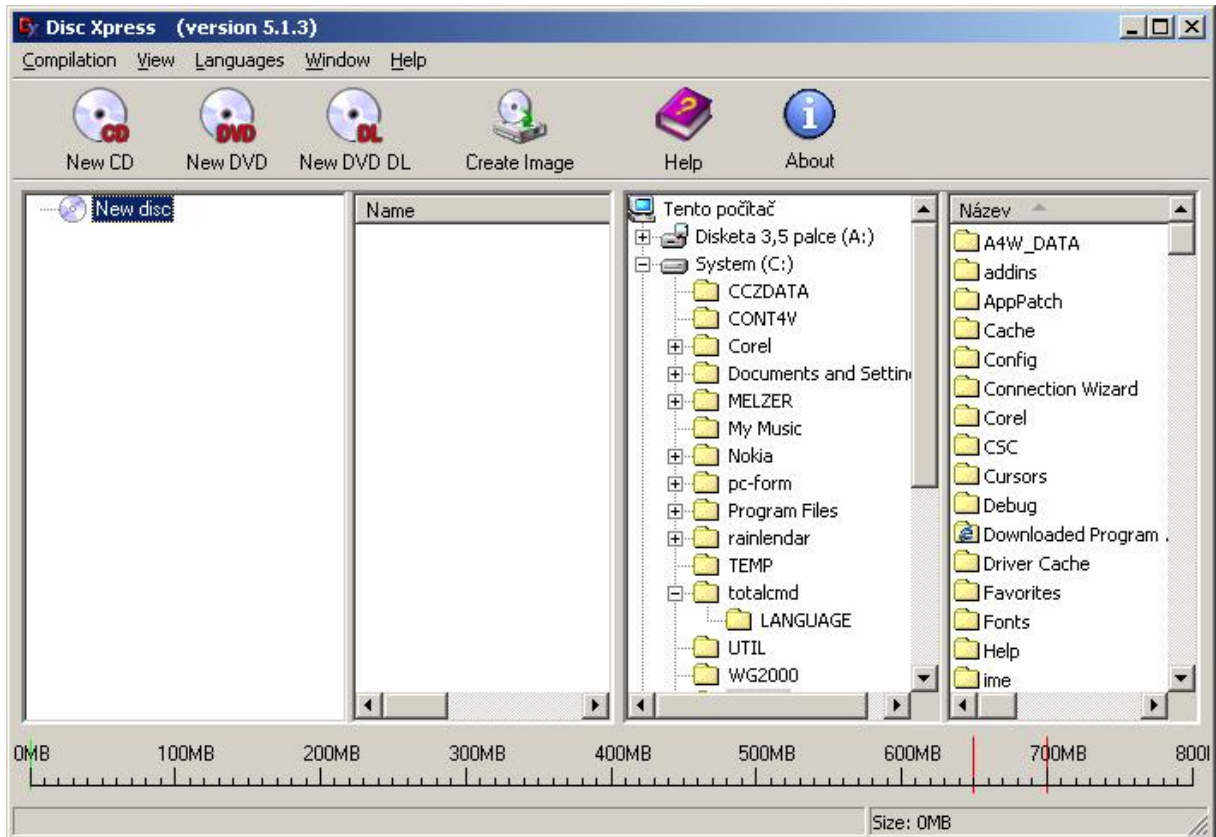 Disc Xpress (version 5.1.3)
Compilation View Languages Window Help
CD DVD DL
New CD New DVD New DVD DL Create Image Help About
New disc
Name
Tento počítač
Disketa 3,5 palce (A:)
System (C:)
CCZDATA
CONT4V
Corel
Documents and Settin
MELZER
My Music
Nokia
pc-form
Program Files
rainlendar
TEMP
totalcmd
LANGUAGE
UTIL
WG2000
Název
A4W_DATA
addins
AppPatch
Cache
Config
Connection Wizard
Corel
CSC
Cursors
Debug
Downloaded Program .
Driver Cache
Favorites
Fonts
Help
ime
0MB 100MB 200MB 300MB 400MB 500MB 600MB 700MB 800
Size: 0MB